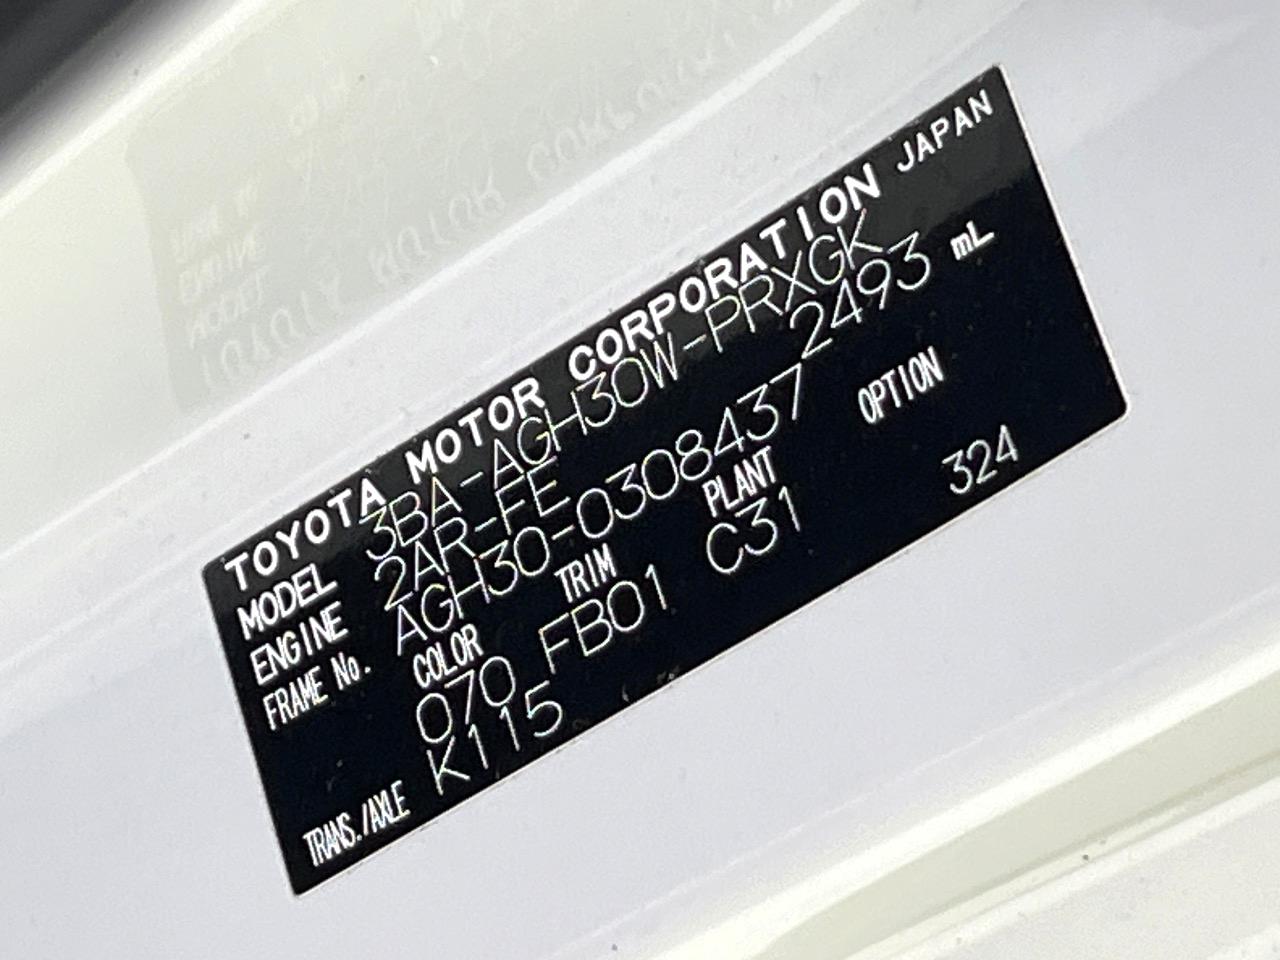 TOYOTA MOTOR CORPORATION JAPAN
MODEL 3BA-AGH30W-PRXGK
ENGINE 2AR-FE 2493 mL
FRAME No. AGH30-0308437
COLOR TRIM PLANT OPTION
070 FB01 C31 324
TRANS./AXLE K115